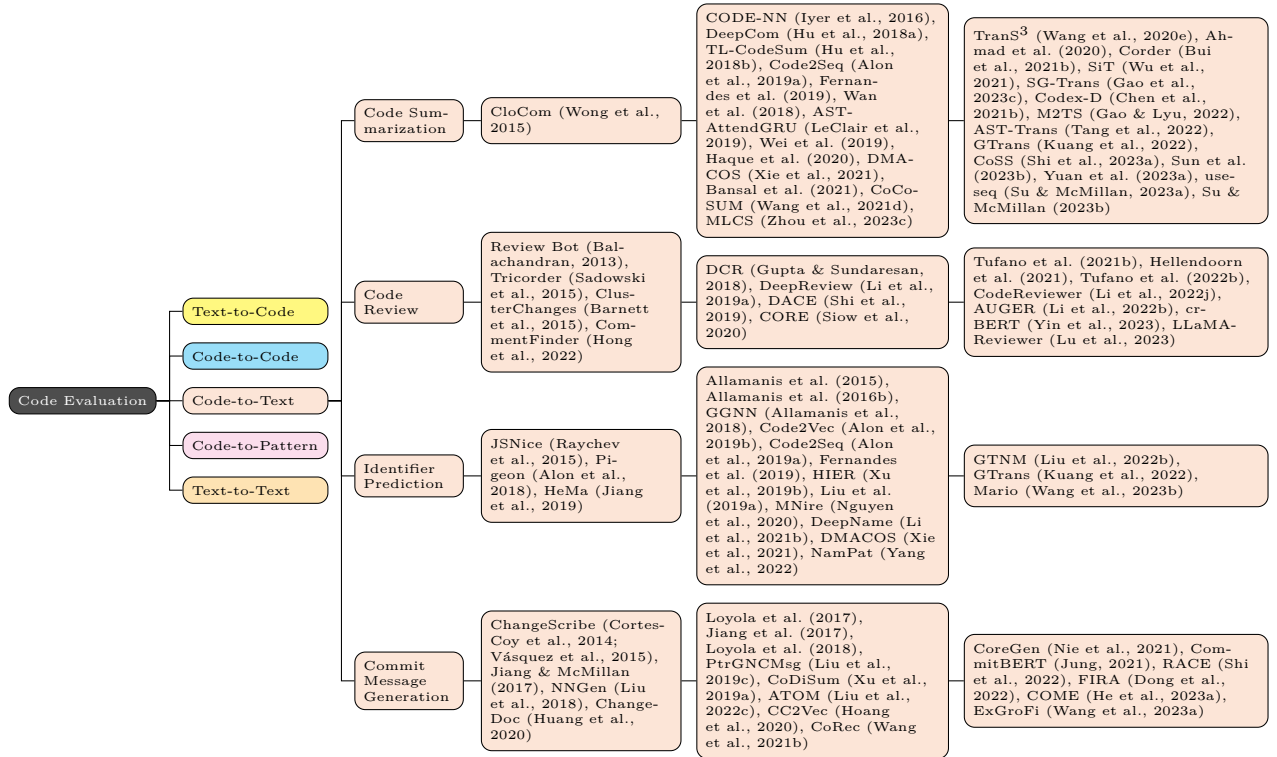 Code Evaluation
Text-to-Code
Code-to-Code
Code-to-Text
Code-to-Pattern
Text-to-Text
Code Sum-
marization
CloCom (Wong et al.,
2015)
CODE-NN (Iyer et al., 2016),
DeepCom (Hu et al., 2018a),
TL-CodeSum (Hu et al.,
2018b), Code2Seq (Alon
et al., 2019a), Fernan-
des et al. (2019), Wan
et al. (2018), AST-
AttendGRU (LeClair et al.,
2019), Wei et al. (2019),
Haque et al. (2020), DMA-
COS (Xie et al., 2021),
Bansal et al. (2021), CoCo-
SUM (Wang et al., 2021d),
MLCS (Zhou et al., 2023c)
TranS3 (Wang et al., 2020e), Ah-
mad et al. (2020), Corder (Bui
et al., 2021b), SiT (Wu et al.,
2021), SG-Trans (Gao et al.,
2023c), Codex-D (Chen et al.,
2021b), M2TS (Gao & Lyu, 2022),
AST-Trans (Tang et al., 2022),
GTrans (Kuang et al., 2022),
CoSS (Shi et al., 2023a), Sun et al.
(2023b), Yuan et al. (2023a), use-
seq (Su & McMillan, 2023a), Su &
McMillan (2023b)
Code
Review
Review Bot (Bal-
achandran, 2013),
Tricorder (Sadowski
et al., 2015), Clus-
terChanges (Barnett
et al., 2015), Com-
mentFinder (Hong
et al., 2022)
DCR (Gupta & Sundaresan,
2018), DeepReview (Li et al.,
2019a), DACE (Shi et al.,
2019), CORE (Siow et al.,
2020)
Tufano et al. (2021b), Hellendoorn
et al. (2021), Tufano et al. (2022b),
CodeReviewer (Li et al., 2022j),
AUGER (Li et al., 2022b), cr-
BERT (Yin et al., 2023), LLaMA-
Reviewer (Lu et al., 2023)
Identifier
Prediction
JSNice (Raychev
et al., 2015), Pi-
geon (Alon et al.,
2018), HeMa (Jiang
et al., 2019)
Allamanis et al. (2015),
Allamanis et al. (2016b),
GGNN (Allamanis et al.,
2018), Code2Vec (Alon et al.,
2019b), Code2Seq (Alon
et al., 2019a), Fernandes
et al. (2019), HIER (Xu
et al., 2019b), Liu et al.
(2019a), MNire (Nguyen
et al., 2020), DeepName (Li
et al., 2021b), DMACOS (Xie
et al., 2021), NamPat (Yang
et al., 2022)
GTNM (Liu et al., 2022b),
GTrans (Kuang et al., 2022),
Mario (Wang et al., 2023b)
Commit
Message
Generation
ChangeScribe (Cortes-
Coy et al., 2014;
Vásquez et al., 2015),
Jiang & McMillan
(2017), NNGen (Liu
et al., 2018), Change-
Doc (Huang et al.,
2020)
Loyola et al. (2017),
Jiang et al. (2017),
Loyola et al. (2018),
PtrGNCMsg (Liu et al.,
2019c), CoDiSum (Xu et al.,
2019a), ATOM (Liu et al.,
2022c), CC2Vec (Hoang
et al., 2020), CoRec (Wang
et al., 2021b)
CoreGen (Nie et al., 2021), Com-
mitBERT (Jung, 2021), RACE (Shi
et al., 2022), FIRA (Dong et al.,
2022), COME (He et al., 2023a),
ExGroFi (Wang et al., 2023a)